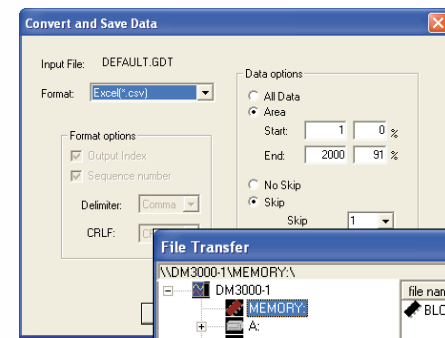 Convert and Save Data
Input File: DEFAULT.GDT
Format: Excel(*.csv)
Format options
Output Index
Sequence number
Delimiter: Comma
CRLF:
Data options
All Data
Area
Start: 1 0 %
End: 2000 91 %
No Skip
Skip
Skip 1
File Transfer
\\DM3000-1\MEMORY:\
DM3000-1
MEMORY:
A:
file nam
BLO